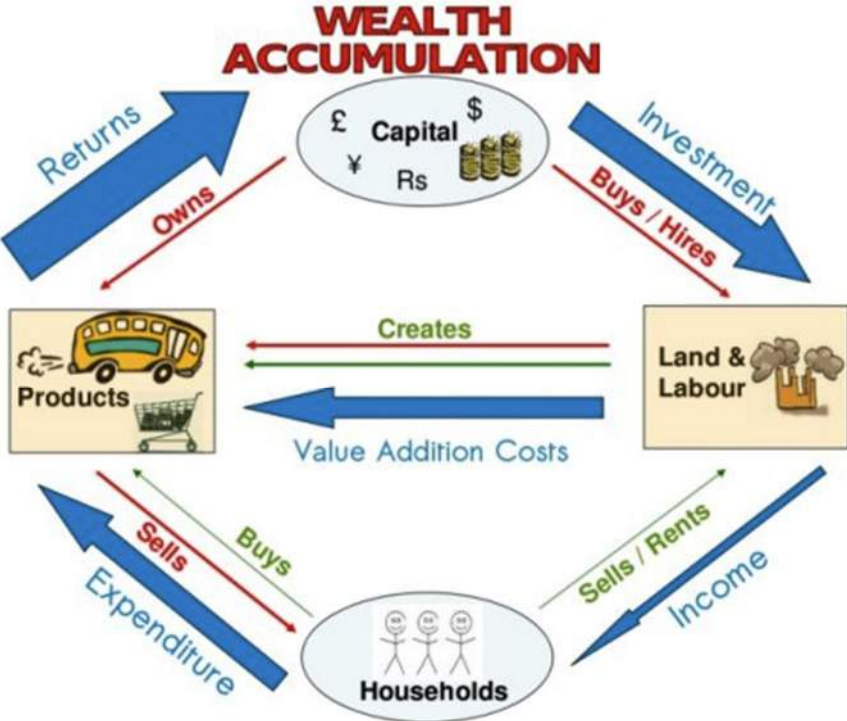 WEALTH
ACCUMULATION
Returns
£
$
Capital
¥
Rs
Investment
Owns
Buys / Hires
Creates
Products
Land &
Labour
Value Addition Costs
Sells
Buys
Expenditure
Sells / Rents
Income
Households